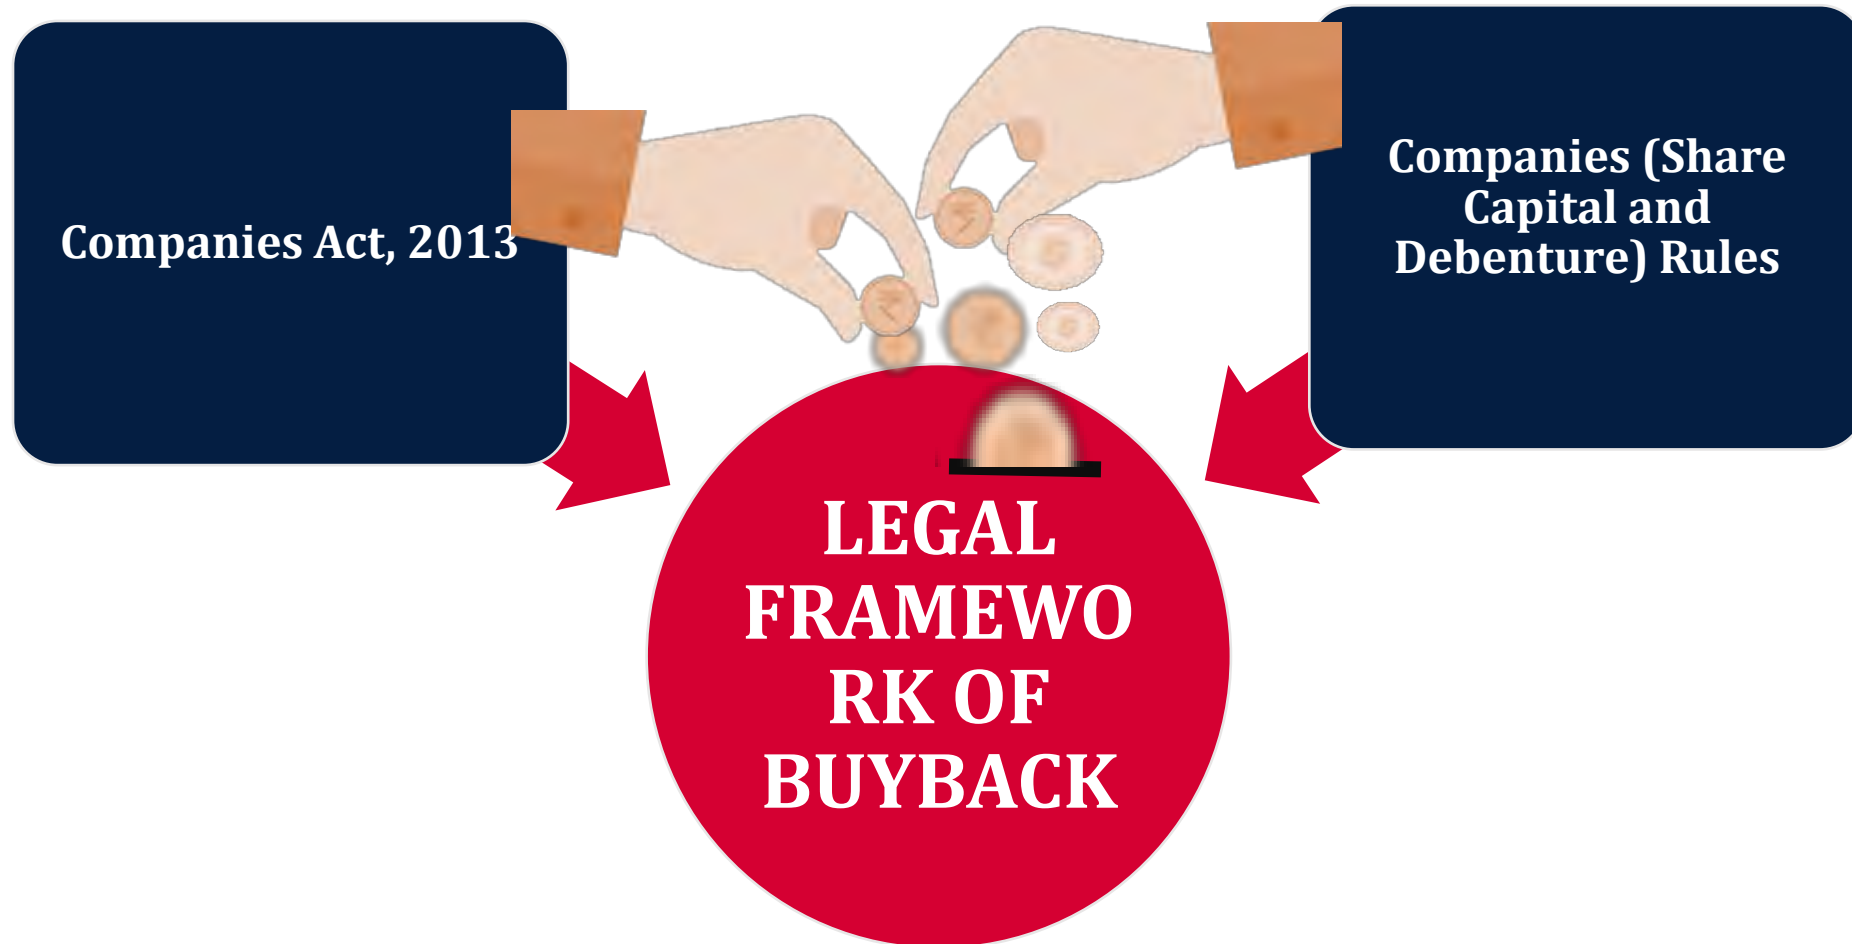 Companies Act, 2013
Companies (Share
Capital and
Debenture) Rules
LEGAL
FRAMEWO
RK OF
BUYBACK